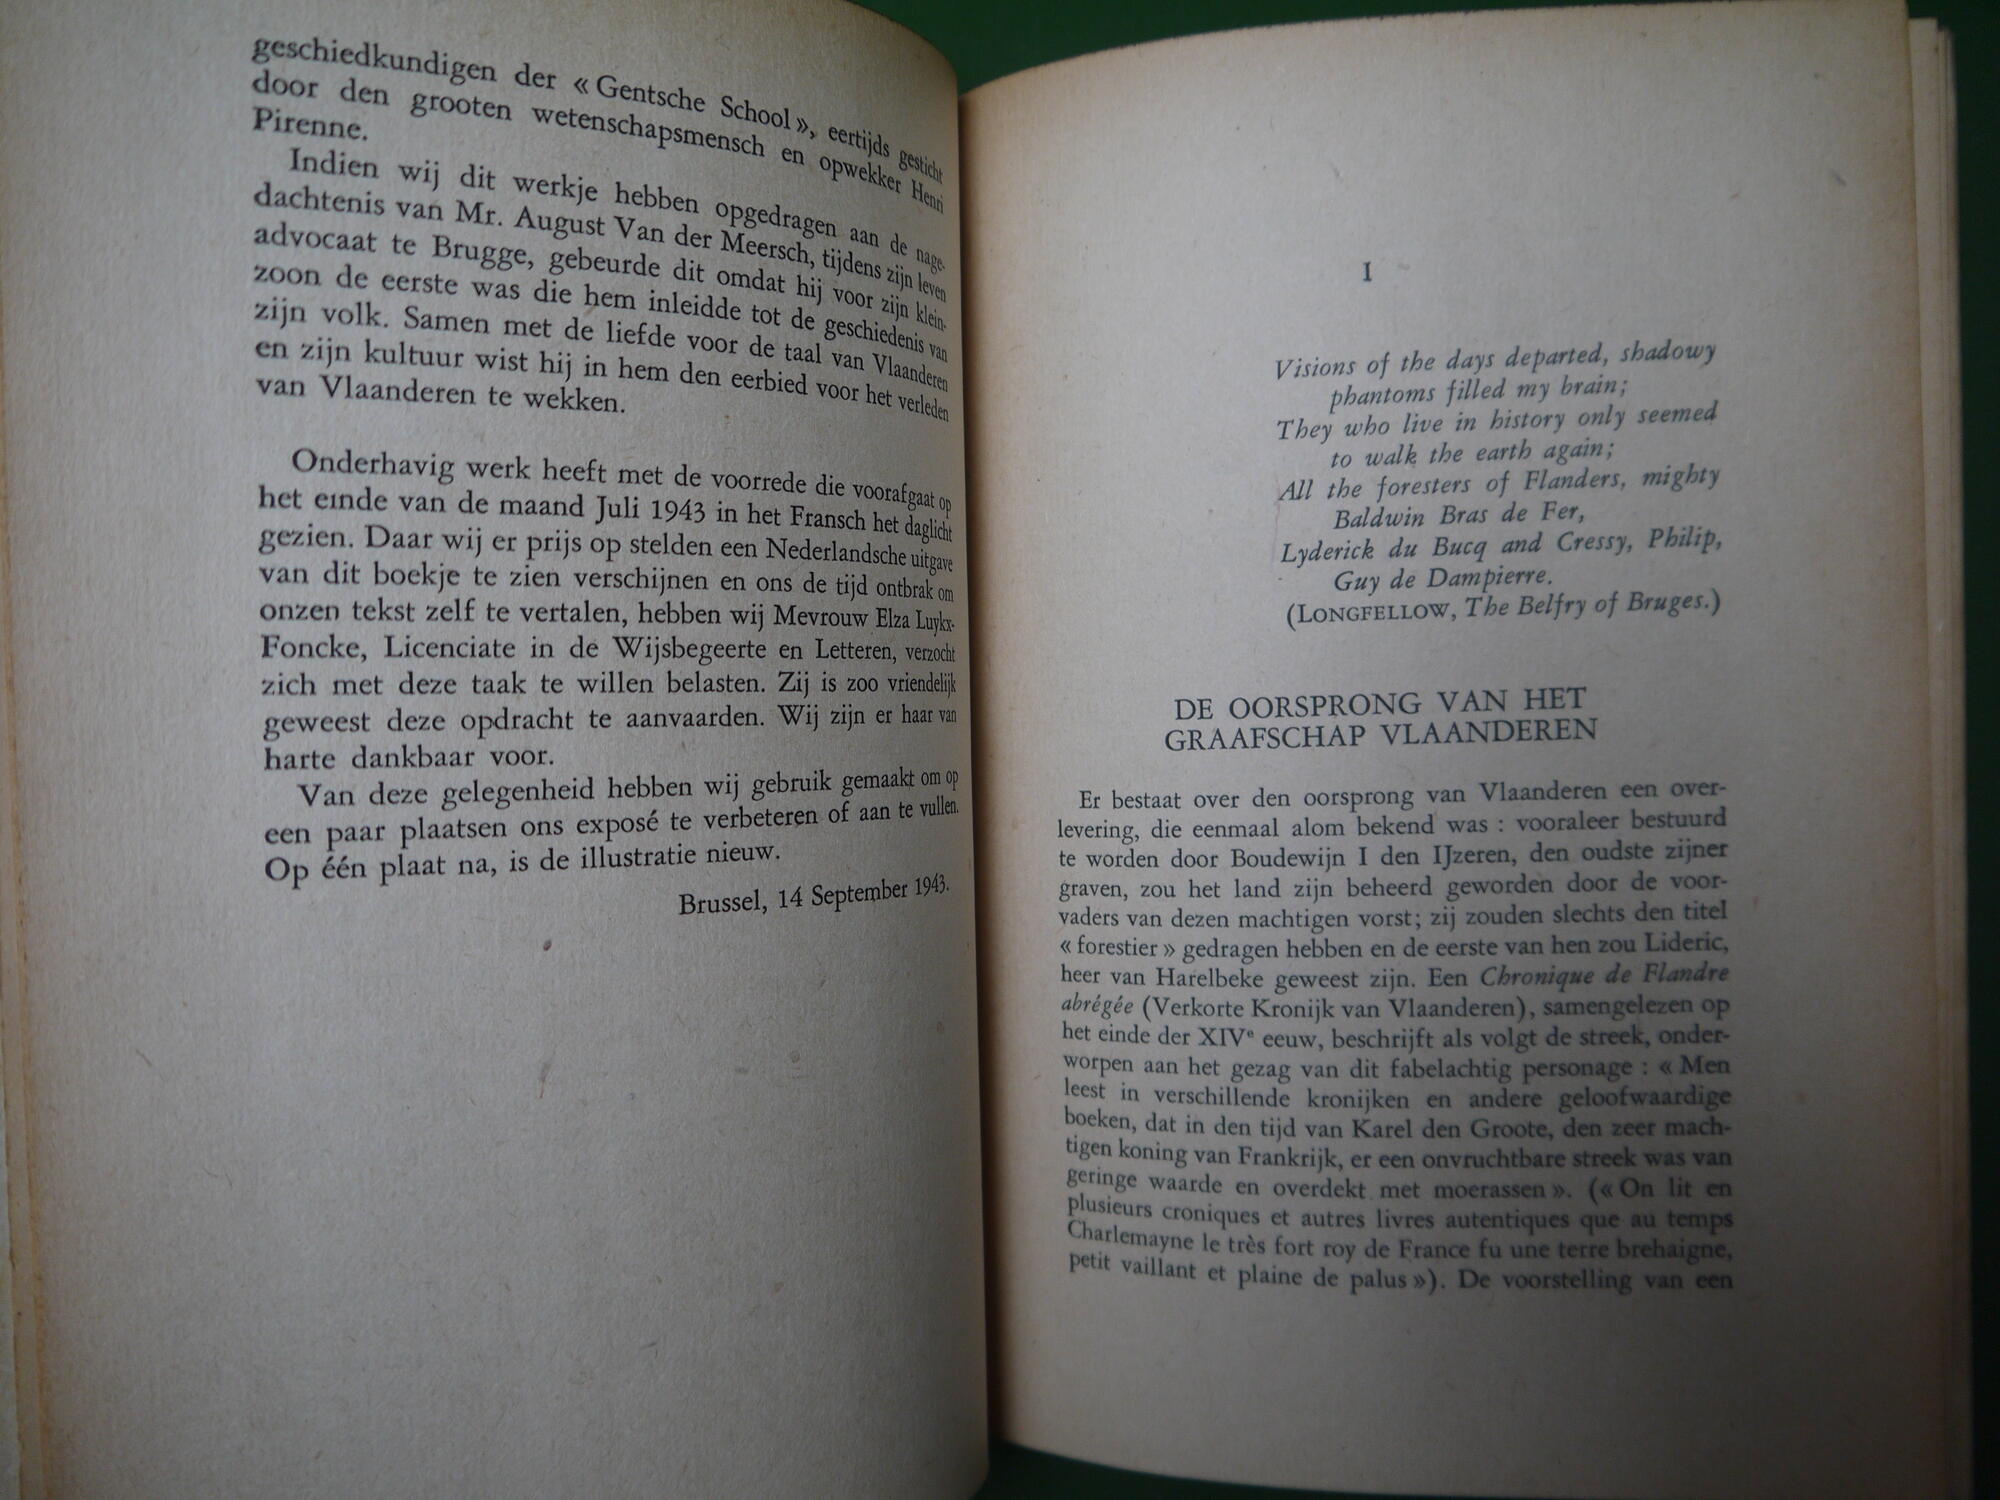 geschiedkundigen der « Gentsche School », eertijds gesticht
door den grooten wetenschapsmensch en opwekker Henri
Pirenne.
Indien wij dit werkje hebben opgedragen aan de nage-
dachtenis van Mr. August Van der Meersch, tijdens zijn leven
advocaat te Brugge, gebeurde dit omdat hij voor zijn klein-
zoon de eerste was die hem inleidde tot de geschiedenis van
zijn volk. Samen met de liefde voor de taal van Vlaanderen
en zijn kultuur wist hij in hem den eerbied voor het verleden
van Vlaanderen te wekken.
Onderhavig werk heeft met de voorrede die voorafgaat op
het einde van de maand Juli 1943 in het Fransch het daglicht
gezien. Daar wij er prijs op stelden een Nederlandsche uitgave
van dit boekje te zien verschijnen en ons de tijd ontbrak om
onzen tekst zelf te vertalen, hebben wij Mevrouw Elza Luykx-
Foncke, Licenciate in de Wijsbegeerte en Letteren, verzocht
zich met deze taak te willen belasten. Zij is zoo vriendelijk
geweest deze opdracht te aanvaarden. Wij zijn er haar van
harte dankbaar voor.
Van deze gelegenheid hebben wij gebruik gemaakt om op
een paar plaatsen ons exposé te verbeteren of aan te vullen.
Op één plaat na, is de illustratie nieuw.
Brussel, 14 September 1943.
I
Visions of the days departed, shadowy
phantoms filled my brain;
They who live in history only seemed
to walk the earth again;
All the foresters of Flanders, mighty
Baldwin Bras de Fer,
Lyderick du Bucq and Cressy, Philip,
Guy de Dampierre.
(LONGFELLOW, The Belfry of Bruges.)
DE OORSPRONG VAN HET
GRAAFSCHAP VLAANDEREN
Er bestaat over den oorsprong van Vlaanderen een over-
levering, die eenmaal alom bekend was : vooraleer bestuurd
te worden door Boudewijn I den IJzeren, den oudste zijner
graven, zou het land zijn beheerd geworden door de voor-
vaders van dezen machtigen vorst; zij zouden slechts den titel
« forestier » gedragen hebben en de eerste van hen zou Lideric,
heer van Harelbeke geweest zijn. Een Chronique de Flandre
abrégée (Verkorte Kronijk van Vlaanderen), samengelezen op
het einde der XIVe eeuw, beschrijft als volgt de streek, onder-
worpen aan het gezag van dit fabelachtig personage : « Men
leest in verschillende kronijken en andere geloofwaardige
boeken, dat in den tijd van Karel den Groote, den zeer mach-
tigen koning van Frankrijk, er een onvruchtbare streek was van
geringe waarde en overdekt met moerassen ». (« On lit en
plusieurs croniques et autres livres autentiques que au temps
Charlemayne le très fort roy de France fu une terre brehaigne,
petit vaillant et plaine de palus »). De voorstelling van een